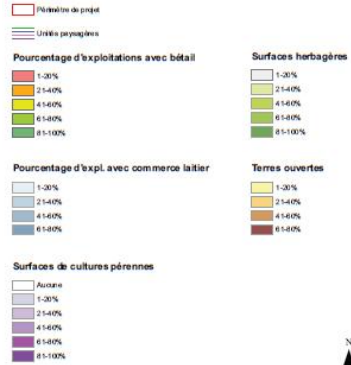 Périmètre de projet
Unités paysagères
Pourcentage d'exploitations avec bétail
1-20%
21-40%
41-60%
61-80%
81-100%
Surfaces herbagères
1-20%
21-40%
41-60%
61-80%
81-100%
Pourcentage d'expl. avec commerce laitier
1-20%
21-40%
41-60%
61-80%
Terres ouvertes
1-20%
21-40%
41-60%
61-80%
Surfaces de cultures pérennes
Aucune
1-20%
21-40%
41-60%
61-80%
81-100%
N